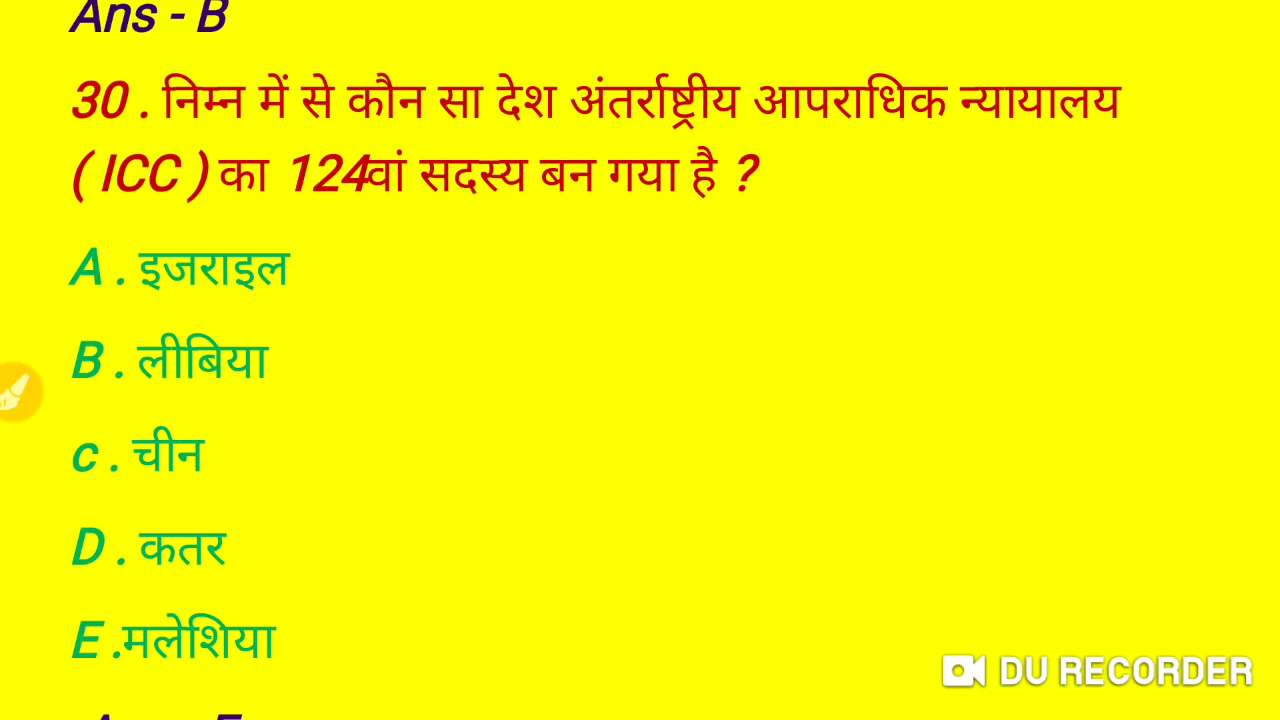 Ans - B
30 . निम्न में से कौन सा देश अंतर्राष्ट्रीय आपराधिक न्यायालय
( ICC ) का 124वां सदस्य बन गया है ?
A . इजराइल
B . लीबिया
c . चीन
D . कतर
E .मलेशिया
DU RECORDER